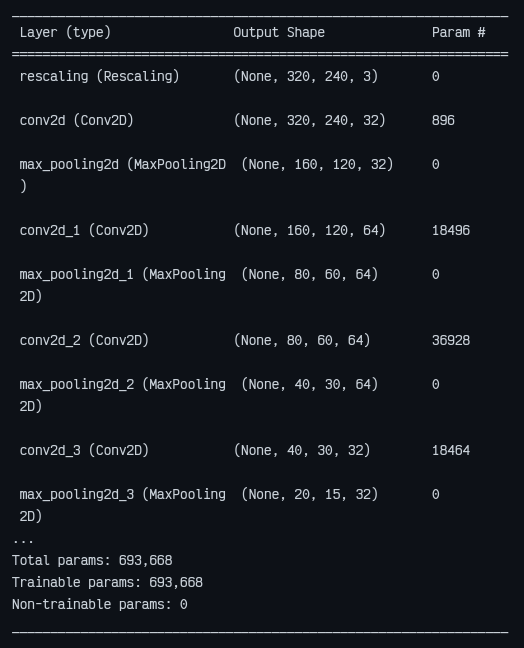 Layer (type) Output Shape Param #
rescaling (Rescaling) (None, 320, 240, 3) 0
conv2d (Conv2D) (None, 320, 240, 32) 896
max_pooling2d (MaxPooling2D (None, 160, 120, 32) 0
)
conv2d_1 (Conv2D) (None, 160, 120, 64) 18496
max_pooling2d_1 (MaxPooling (None, 80, 60, 64) 0
2D)
conv2d_2 (Conv2D) (None, 80, 60, 64) 36928
max_pooling2d_2 (MaxPooling (None, 40, 30, 64) 0
2D)
conv2d_3 (Conv2D) (None, 40, 30, 32) 18464
max_pooling2d_3 (MaxPooling (None, 20, 15, 32) 0
2D)
...
Total params: 693,668
Trainable params: 693,668
Non-trainable params: 0